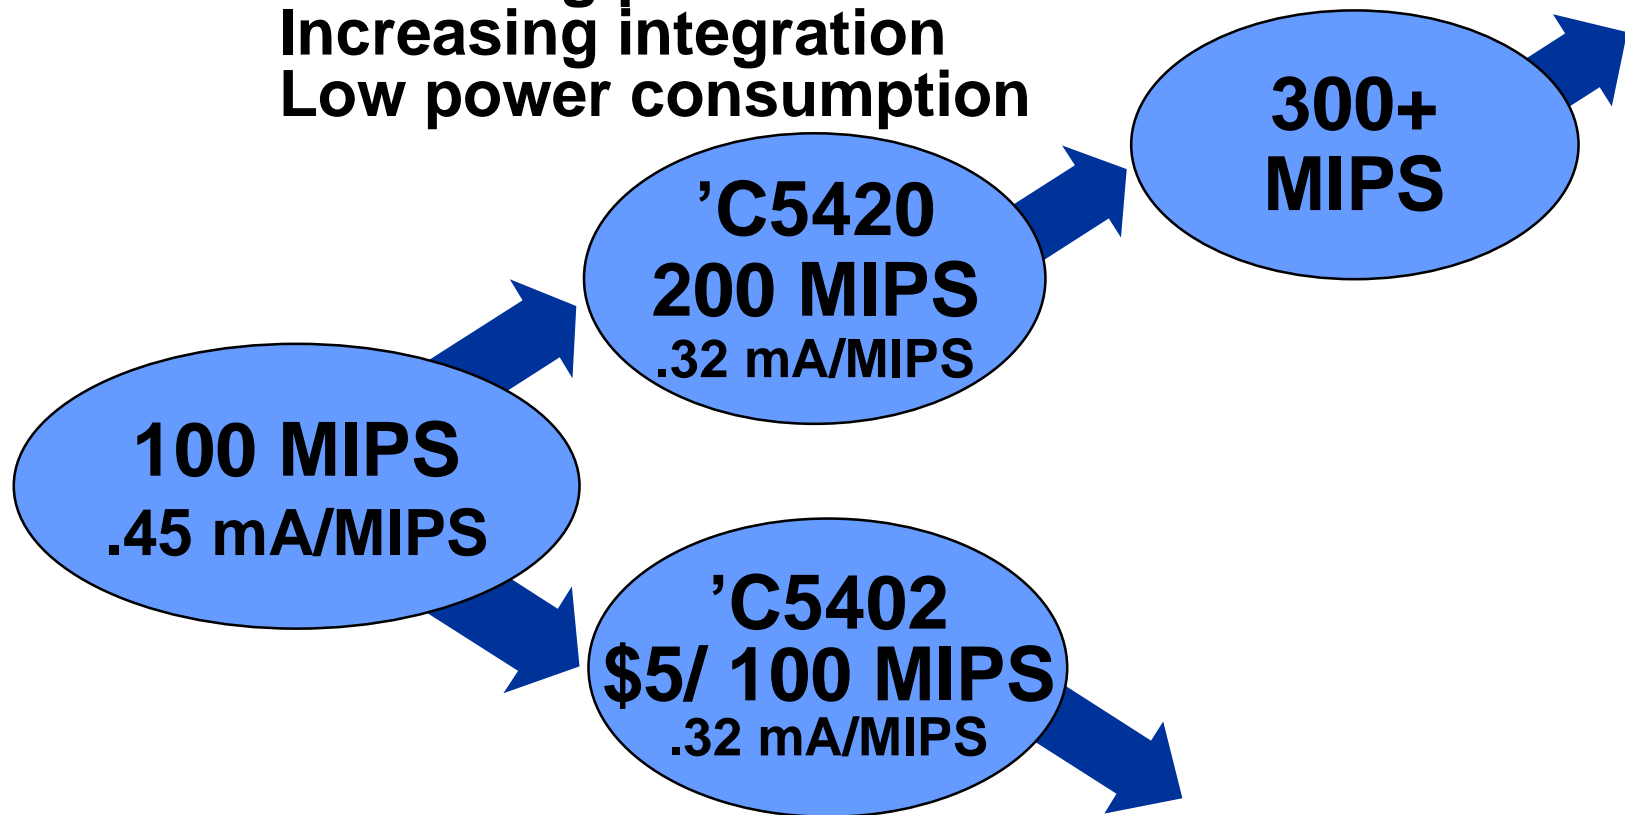 Increasing integration
Low power consumption
300+
MIPS
’C5420
200 MIPS
.32 mA/MIPS
100 MIPS
.45 mA/MIPS
’C5402
$5/ 100 MIPS
.32 mA/MIPS